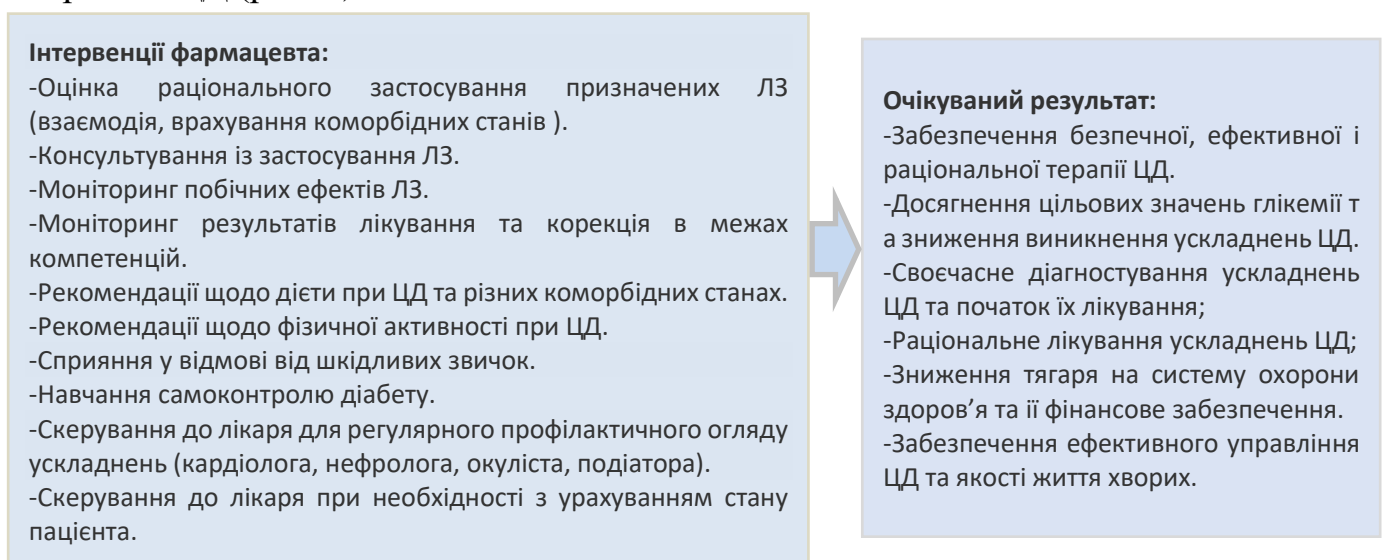 Інтервенції фармацевта:
-Оцінка раціонального застосування призначених ЛЗ
(взаємодія, врахування коморбідних станів ).
-Консультування із застосування ЛЗ.
-Моніторинг побічних ефектів ЛЗ.
-Моніторинг результатів лікування та корекція в межах
компетенцій.
-Рекомендації щодо дієти при ЦД та різних коморбідних станах.
-Рекомендації щодо фізичної активності при ЦД.
-Сприяння у відмові від шкідливих звичок.
-Навчання самоконтролю діабету.
-Скерування до лікаря для регулярного профілактичного огляду
ускладнень (кардіолога, нефролога, окуліста, подіатора).
-Скерування до лікаря при необхідності з урахуванням стану
пацієнта.
Очікуваний результат:
-Забезпечення безпечної, ефективної і
раціональної терапії ЦД.
-Досягнення цільових значень глікемії т
а зниження виникнення ускладнень ЦД.
-Своєчасне діагностування ускладнень
ЦД та початок їх лікування;
-Раціональне лікування ускладнень ЦД;
-Зниження тягаря на систему охорони
здоров’я та ії фінансове забезпечення.
-Забезпечення ефективного управління
ЦД та якості життя хворих.